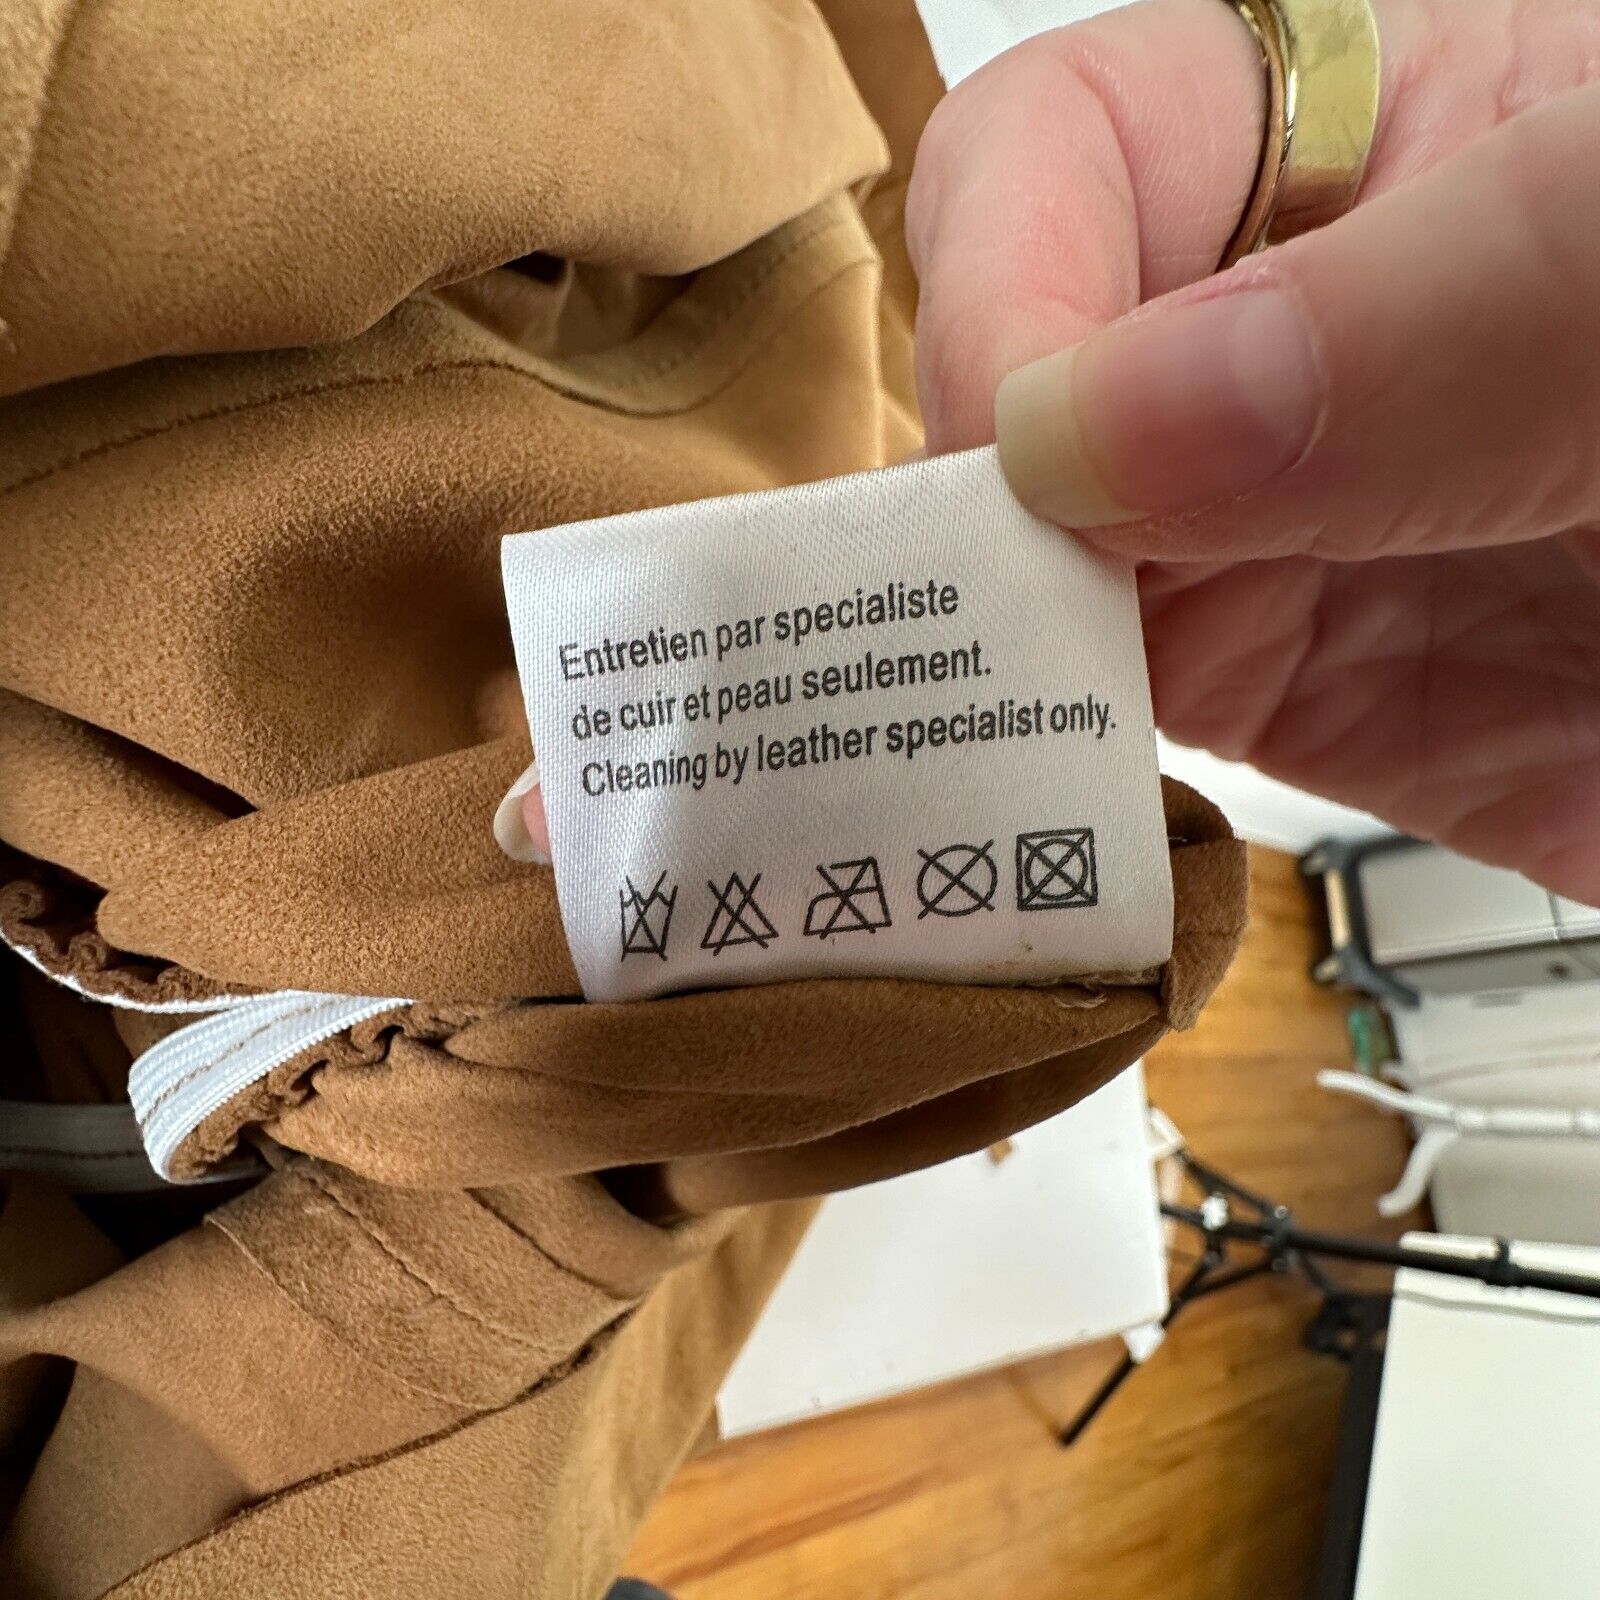 Entretien par specialiste
de cuir et peau seulement.
Cleaning by leather specialist only.